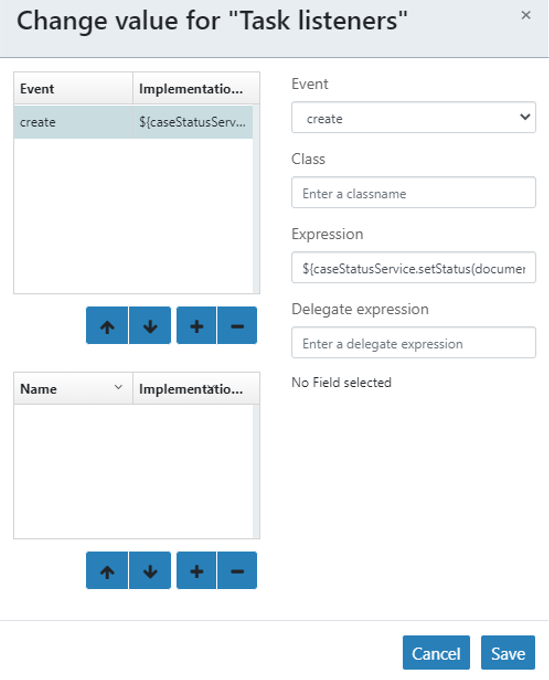 Change value for "Task listeners"
×
Event Implementatio...
create ${caseStatusServ...
Name Implementatio...
Event
create
Class
Enter a classname
Expression
${caseStatusService.setStatus(documen
Delegate expression
Enter a delegate expression
No Field selected
Cancel Save